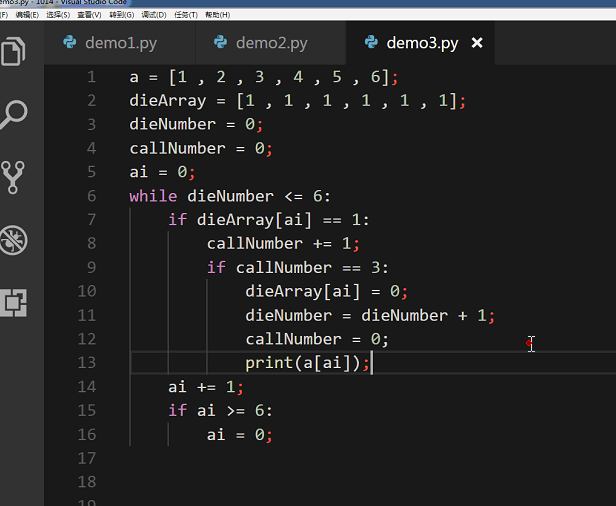 demo3.py - 1014 - Visual Studio Code
(F) 编辑(E) 选择(S) 查看(V) 转到(G) 调试(D) 任务(T) 帮助(H)
demo1.py demo2.py demo3.py ×
1 a = [1 , 2 , 3 , 4 , 5 , 6];
2 dieArray = [1 , 1 , 1 , 1 , 1 , 1];
3 dieNumber = 0;
4 callNumber = 0;
5 ai = 0;
6 while dieNumber <= 6:
7 if dieArray[ai] == 1:
8 callNumber += 1;
9 if callNumber == 3:
10 dieArray[ai] = 0;
11 dieNumber = dieNumber + 1;
12 callNumber = 0;
13 print(a[ai]);
14 ai += 1;
15 if ai >= 6:
16 ai = 0;
17
18
19